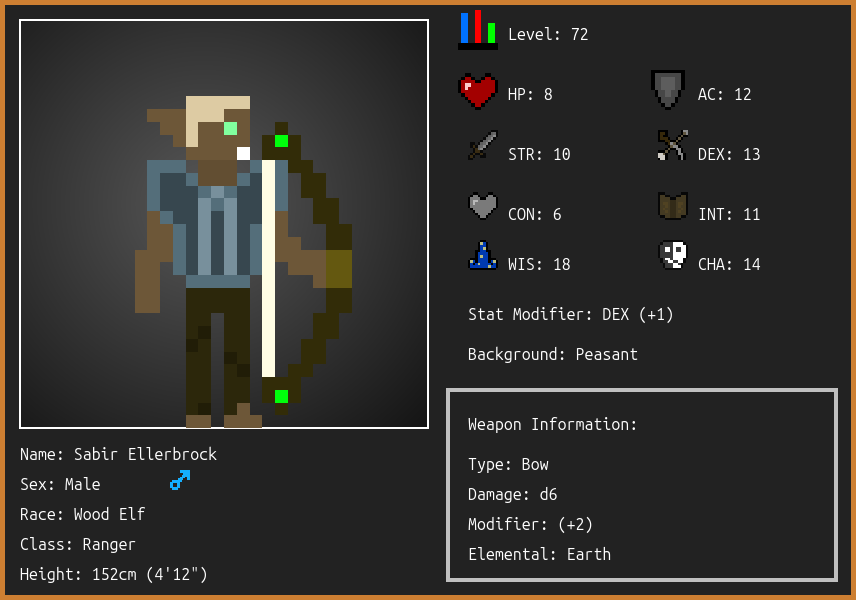 Level: 72
HP: 8
AC: 12
STR: 10
DEX: 13
CON: 6
INT: 11
WIS: 18
CHA: 14
Stat Modifier: DEX (+1)
Background: Peasant
Weapon Information:
Type: Bow
Damage: d6
Modifier: (+2)
Elemental: Earth
Name: Sabir Ellerbrock
Sex: Male
Race: Wood Elf
Class: Ranger
Height: 152cm (4'12")